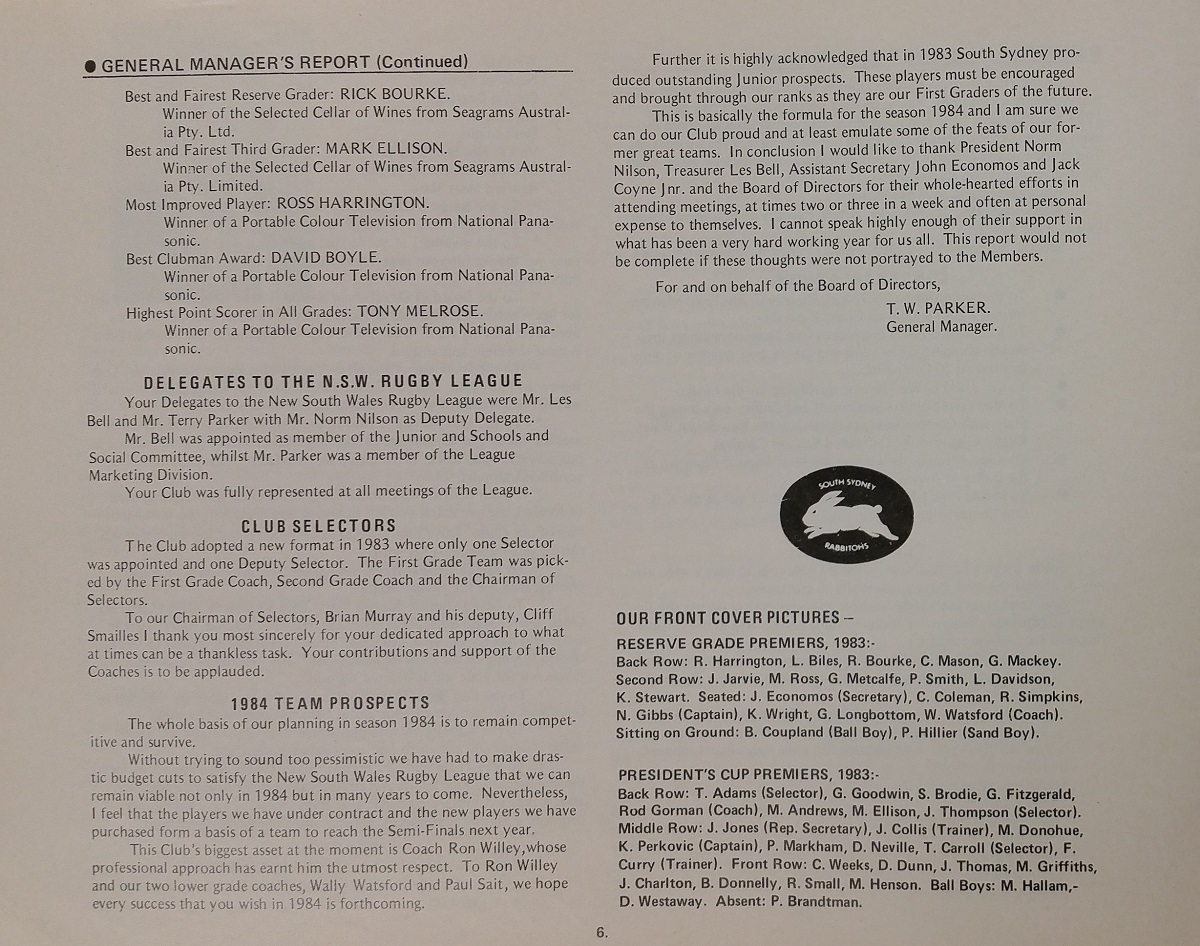 ● GENERAL MANAGER'S REPORT (Continued)
Best and Fairest Reserve Grader: RICK BOURKE.
Winner of the Selected Cellar of Wines from Seagrams Austral-
ia Pty. Ltd.
Best and Fairest Third Grader: MARK ELLISON.
Winner of the Selected Cellar of Wines from Seagrams Austral-
ia Pty. Limited.
Most Improved Player: ROSS HARRINGTON.
Winner of a Portable Colour Television from National Pana-
sonic.
Best Clubman Award: DAVID BOYLE.
Winner of a Portable Colour Television from National Pana-
sonic.
Highest Point Scorer in All Grades: TONY MELROSE.
Winner of a Portable Colour Television from National Pana-
sonic.
DELEGATES TO THE N.S.W. RUGBY LEAGUE
Your Delegates to the New South Wales Rugby League were Mr. Les
Bell and Mr. Terry Parker with Mr. Norm Nilson as Deputy Delegate.
Mr. Bell was appointed as member of the Junior and Schools and
Social Committee, whilst Mr. Parker was a member of the League
Marketing Division.
Your Club was fully represented at all meetings of the League.
CLUB SELECTORS
The Club adopted a new format in 1983 where only one Selector
was appointed and one Deputy Selector. The First Grade Team was pick-
ed by the First Grade Coach, Second Grade Coach and the Chairman of
Selectors.
To our Chairman of Selectors, Brian Murray and his deputy, Cliff
Smailles I thank you most sincerely for your dedicated approach to what
at times can be a thankless task. Your contributions and support of the
Coaches is to be applauded.
1984 TEAM PROSPECTS
The whole basis of our planning in season 1984 is to remain compet-
itive and survive.
Without trying to sound too pessimistic we have had to make dras-
tic budget cuts to satisfy the New South Wales Rugby League that we can
remain viable not only in 1984 but in many years to come. Nevertheless,
I feel that the players we have under contract and the new players we have
purchased form a basis of a team to reach the Semi-Finals next year.
This Club's biggest asset at the moment is Coach Ron Willey,whose
professional approach has earnt him the utmost respect. To Ron Willey
and our two lower grade coaches, Wally Watsford and Paul Sait, we hope
every success that you wish in 1984 is forthcoming.
Further it is highly acknowledged that in 1983 South Sydney pro-
duced outstanding Junior prospects. These players must be encouraged
and brought through our ranks as they are our First Graders of the future.
This is basically the formula for the season 1984 and I am sure we
can do our Club proud and at least emulate some of the feats of our for-
mer great teams. In conclusion I would like to thank President Norm
Nilson, Treasurer Les Bell, Assistant Secretary John Economos and Jack
Coyne Jnr. and the Board of Directors for their whole-hearted efforts in
attending meetings, at times two or three in a week and often at personal
expense to themselves. I cannot speak highly enough of their support in
what has been a very hard working year for us all. This report would not
be complete if these thoughts were not portrayed to the Members.
For and on behalf of the Board of Directors,
T. W. PARKER.
General Manager.
SOUTH SYDNEY
RABBITOHS
OUR FRONT COVER PICTURES –
RESERVE GRADE PREMIERS, 1983:-
Back Row: R. Harrington, L. Biles, R. Bourke, C. Mason, G. Mackey.
Second Row: J. Jarvie, M. Ross, G. Metcalfe, P. Smith, L. Davidson,
K. Stewart. Seated: J. Economos (Secretary), C. Coleman, R. Simpkins,
N. Gibbs (Captain), K. Wright, G. Longbottom, W. Watsford (Coach).
Sitting on Ground: B. Coupland (Ball Boy), P. Hillier (Sand Boy).
PRESIDENT'S CUP PREMIERS, 1983:-
Back Row: T. Adams (Selector), G. Goodwin, S. Brodie, G. Fitzgerald,
Rod Gorman (Coach), M. Andrews, M. Ellison, J. Thompson (Selector).
Middle Row: J. Jones (Rep. Secretary), J. Collis (Trainer), M. Donohue,
K. Perkovic (Captain), P. Markham, D. Neville, T. Carroll (Selector), F.
Curry (Trainer). Front Row: C. Weeks, D. Dunn, J. Thomas, M. Griffiths,
J. Charlton, B. Donnelly, R. Small, M. Henson. Ball Boys: M. Hallam,-
D. Westaway. Absent: P. Brandtman.
6.